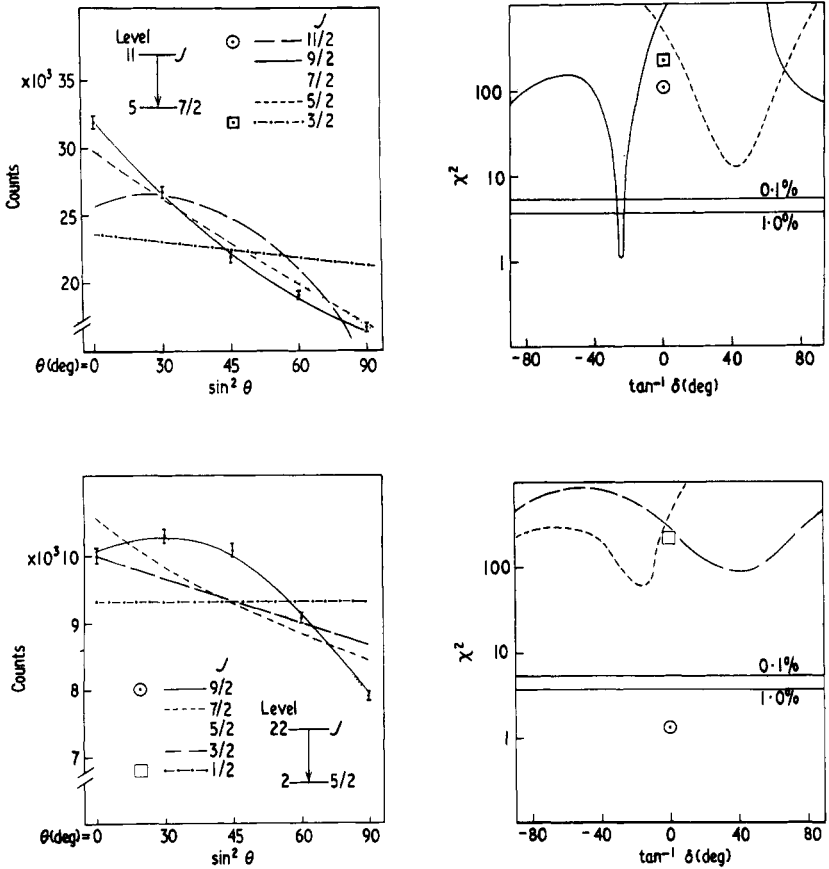 Level
11 J
5 7/2
J
11/2
9/2
7/2
5/2
3/2
×10³
35
30
25
20
Counts
θ(deg)= 0 30 45 60 90
sin² θ
100
10
1
χ²
0·1%
1·0%
-80 -40 0 40 80
tan⁻¹ δ(deg)
×10³ 10
9
8
7
Counts
J
9/2
7/2
5/2
3/2
1/2
Level
22 J
2 5/2
θ(deg)= 0 30 45 60 90
sin² θ
100
10
1
χ²
0·1%
1·0%
-80 -40 0 40 80
tan⁻¹ δ(deg)